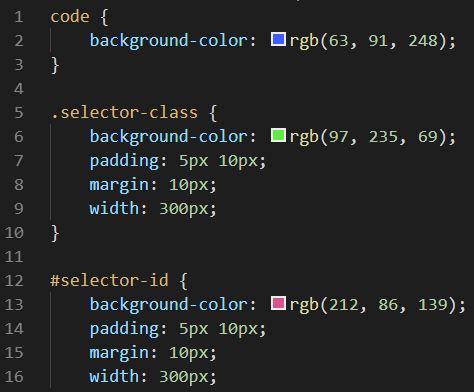 1 code {
2     background-color: rgb(63, 91, 248);
3 }
4
5 .selector-class {
6     background-color: rgb(97, 235, 69);
7     padding: 5px 10px;
8     margin: 10px;
9     width: 300px;
10 }
11
12 #selector-id {
13     background-color: rgb(212, 86, 139);
14     padding: 5px 10px;
15     margin: 10px;
16     width: 300px;